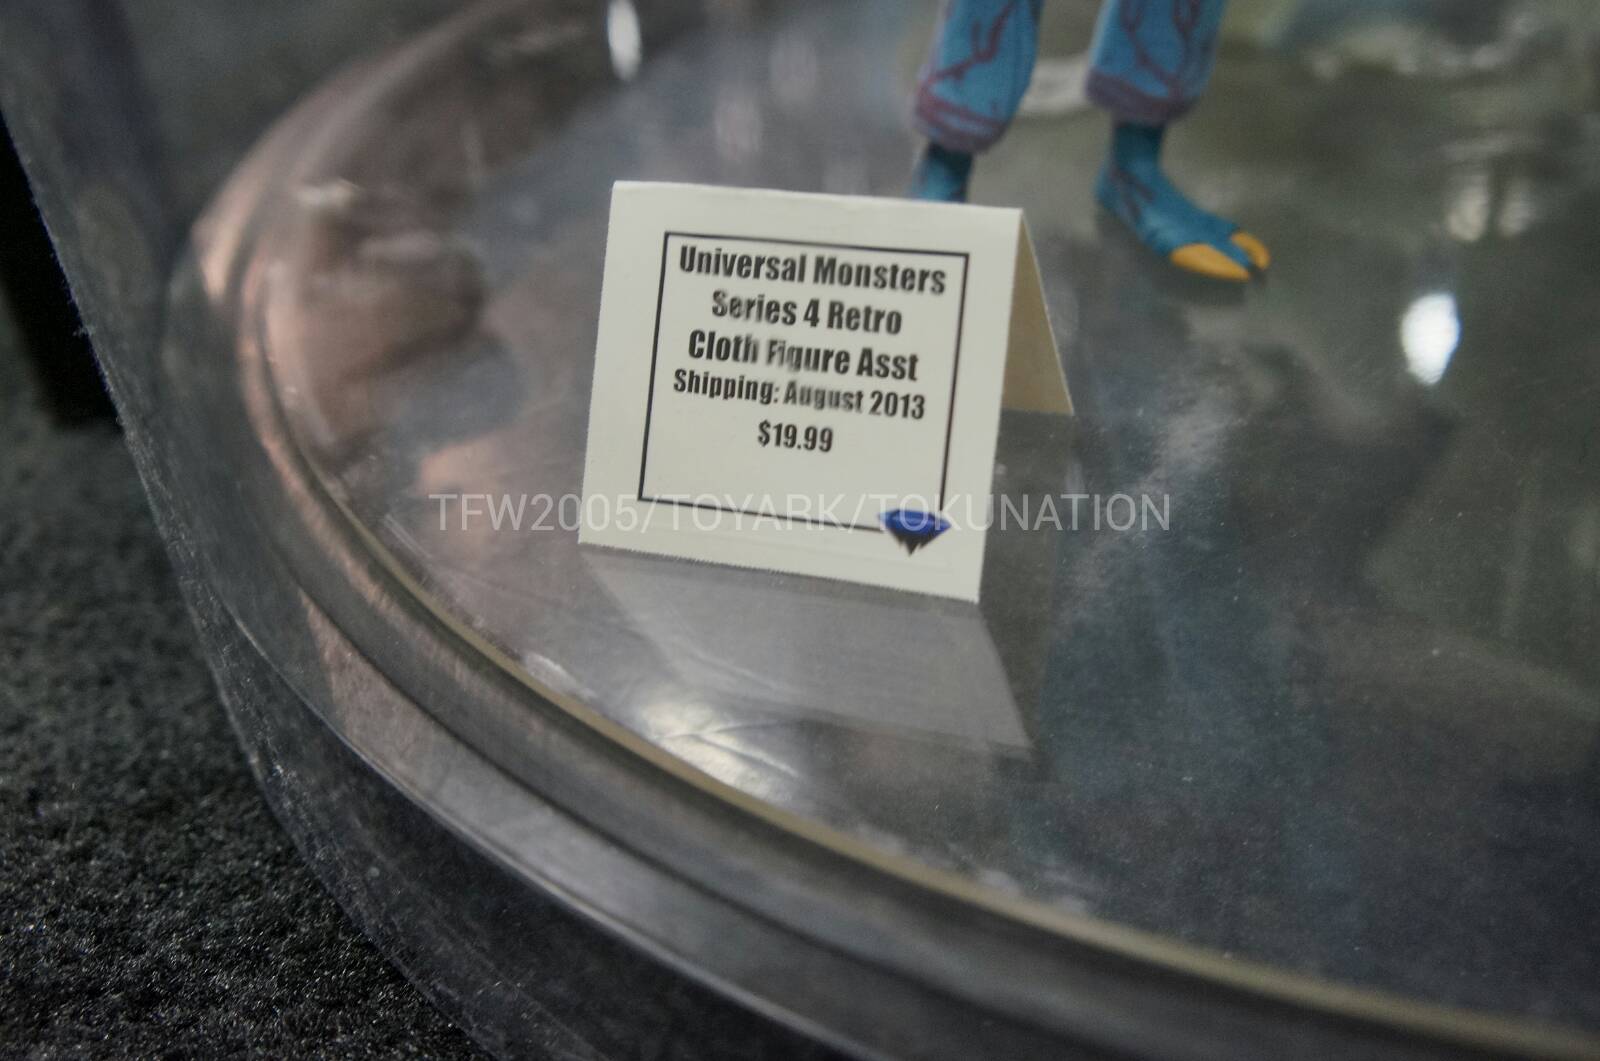 Universal Monsters
Series 4 Retro
Cloth Figure Asst
Shipping: August 2013
$19.99
TFW2005/TOYARK/TOKUNATION